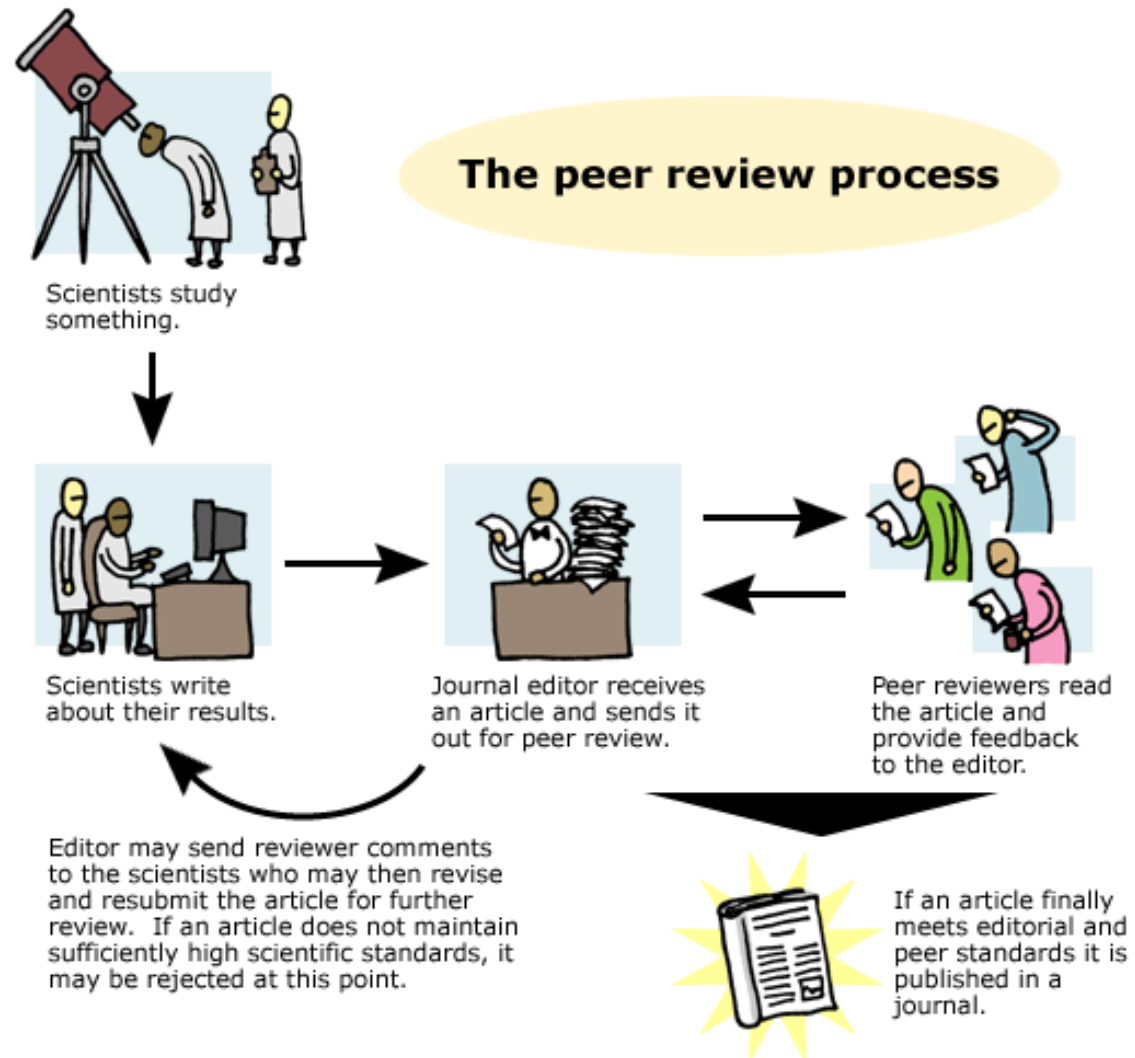 The peer review process
Scientists study
something.
Scientists write
about their results.
Journal editor receives
an article and sends it
out for peer review.
Peer reviewers read
the article and
provide feedback
to the editor.
Editor may send reviewer comments
to the scientists who may then revise
and resubmit the article for further
review.  If an article does not maintain
sufficiently high scientific standards, it
may be rejected at this point.
If an article finally
meets editorial and
peer standards it is
published in a
journal.